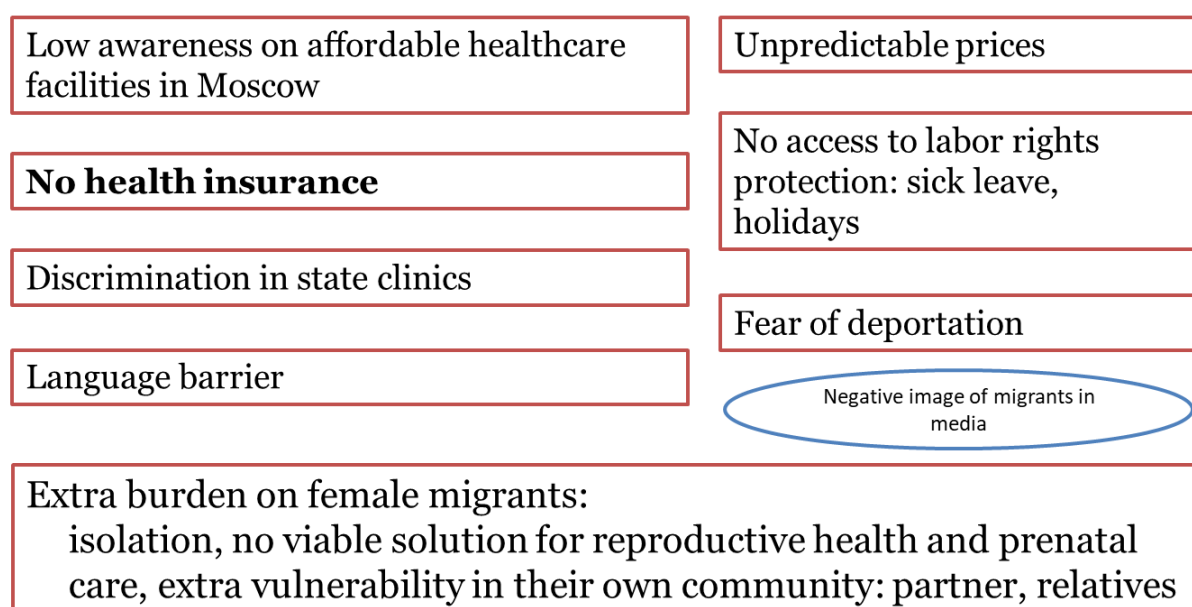 Low awareness on affordable healthcare
facilities in Moscow
No health insurance
Discrimination in state clinics
Language barrier
Unpredictable prices
No access to labor rights
protection: sick leave,
holidays
Fear of deportation
Negative image of migrants in
media
Extra burden on female migrants:
isolation, no viable solution for reproductive health and prenatal
care, extra vulnerability in their own community: partner, relatives